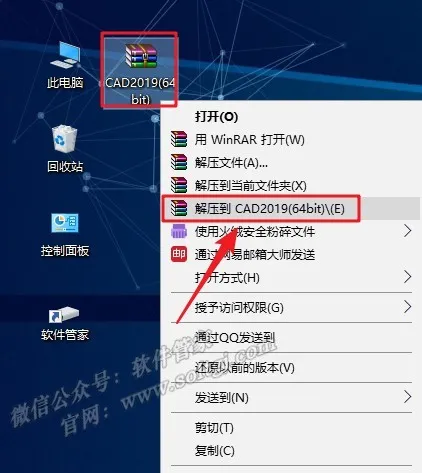 此电脑
CAD2019(64
bit)
回收站
控制面板
软件管家
打开(O)
用 WinRAR 打开(W)
解压文件(A)...
解压到当前文件夹(X)
解压到 CAD2019(64bit)\(E)
使用火绒安全粉碎文件
通过网易邮箱大师发送
打开方式(H)
授予访问权限(G)
通过QQ发送到
还原以前的版本(V)
发送到(N)
剪切(T)
复制(C)
微信公众号：软件管家
官网：www.songi.com